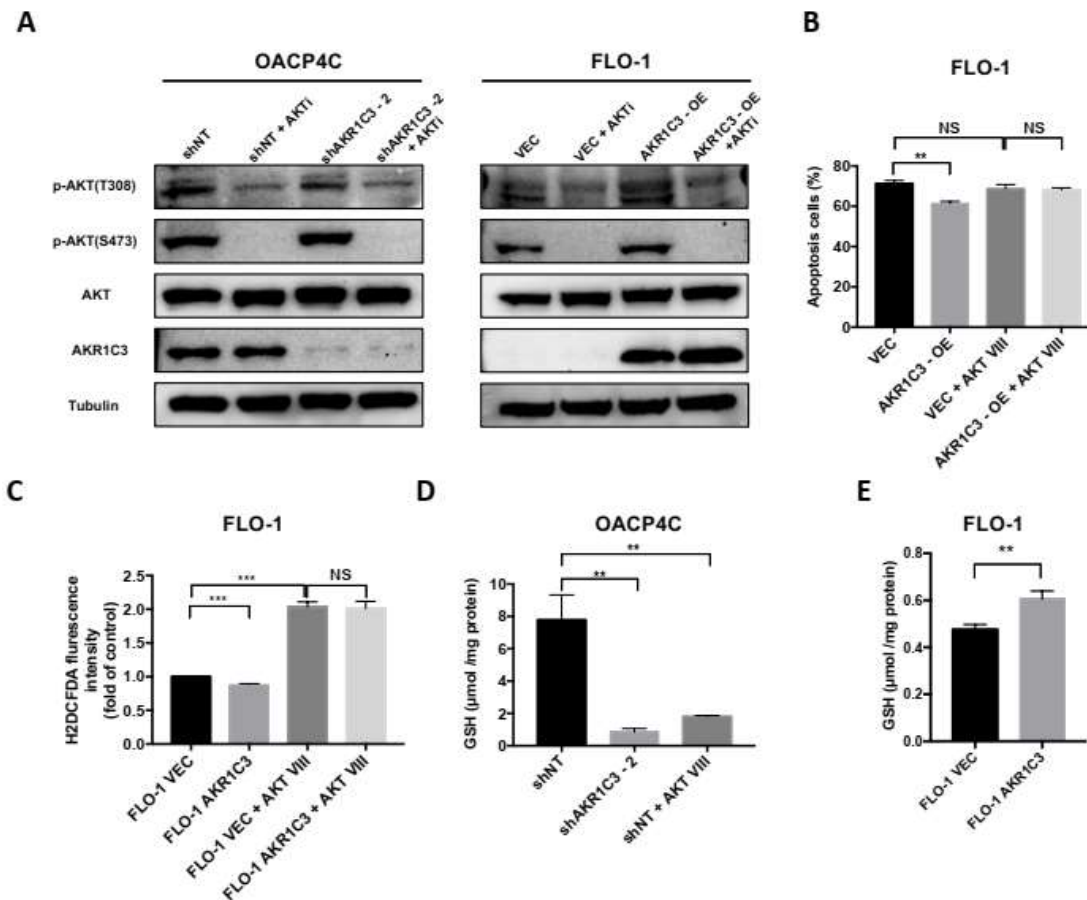 A
OACP4C
FLO-1
shNT
shNT + AKTi
shAKR1C3 - 2
shAKR1C3 -2
+ AKTi
VEC
VEC + AKTi
AKR1C3 - OE
AKR1C3 - OE
+AKTi
p-AKT(T308)
p-AKT(S473)
AKT
AKR1C3
Tubulin
B
FLO-1
NS
NS
**
Apoptosis cells (%)
80
60
40
20
0
VEC
AKR1C3 - OE
VEC + AKT VIII
AKR1C3 - OE + AKT VIII
C
FLO-1
***
NS
***
H2DCFDA flurescence
intensity
(fold of control)
2.5
2.0
1.5
1.0
0.5
0.0
FLO-1 VEC
FLO-1 AKR1C3
FLO-1 VEC + AKT VIII
FLO-1 AKR1C3 + AKT VIII
D
OACP4C
**
**
GSH (µmol /mg protein)
10
8
6
4
2
0
shNT
shAKR1C3 - 2
shNT + AKT VIII
E
FLO-1
**
GSH (µmol /mg protein)
0.8
0.6
0.4
0.2
0.0
FLO-1 VEC
FLO-1 AKR1C3